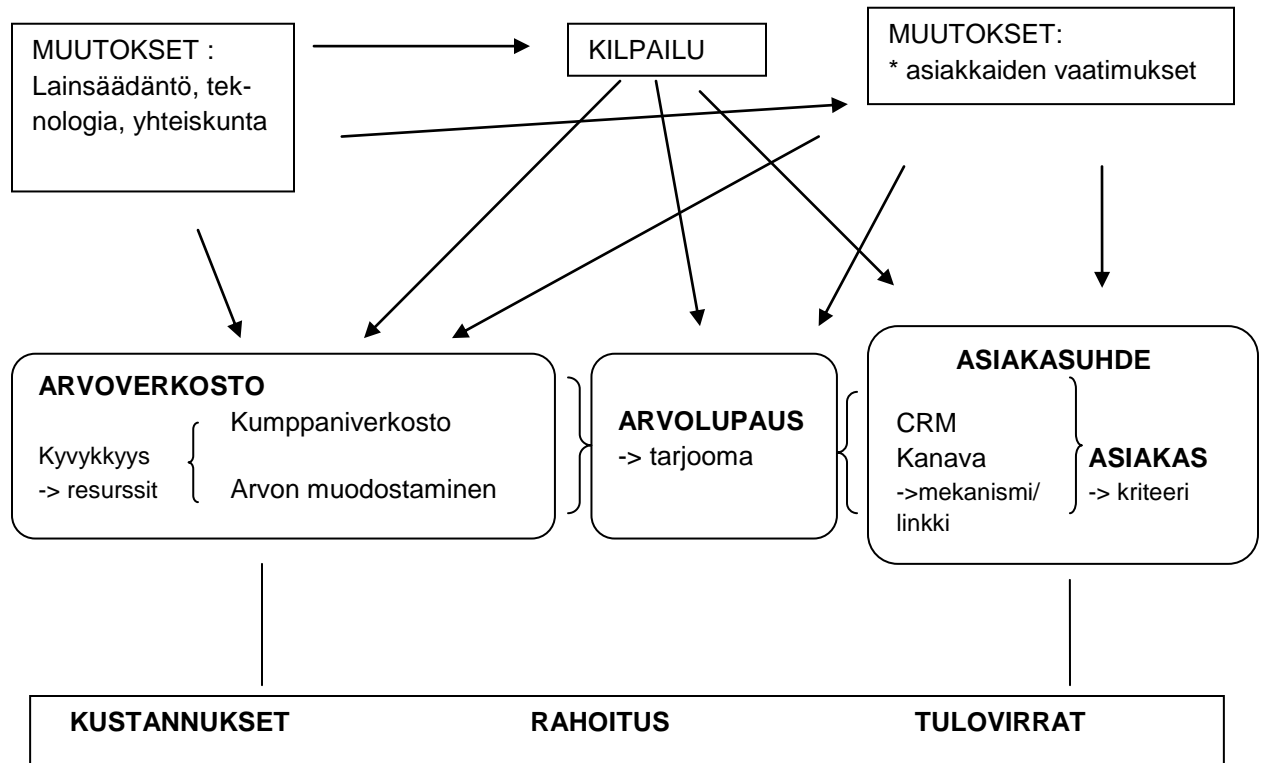 MUUTOKSET :
Lainsäädäntö, tek-
nologia, yhteiskunta
KILPAILU
MUUTOKSET:
* asiakkaiden vaatimukset
ARVOVERKOSTO
Kumppaniverkosto
Kyvykkyys
-> resurssit
Arvon muodostaminen
ARVOLUPAUS
-> tarjooma
ASIAKASUHDE
CRM
Kanava
->mekanismi/
linkki
ASIAKAS
-> kriteeri
KUSTANNUKSET
RAHOITUS
TULOVIRRAT